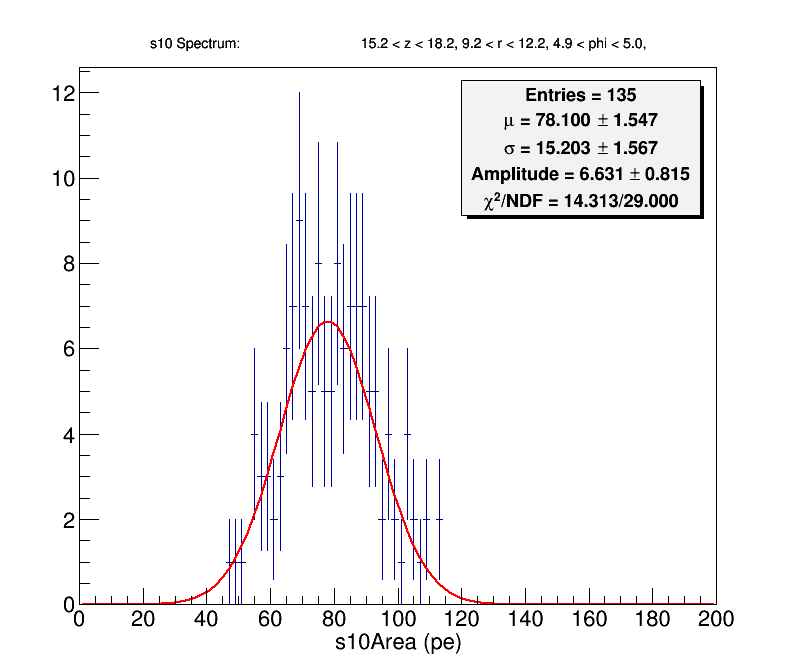 s10 Spectrum: 15.2 < z < 18.2, 9.2 < r < 12.2, 4.9 < phi < 5.0,
Entries = 135
μ = 78.100 ± 1.547
σ = 15.203 ± 1.567
Amplitude = 6.631 ± 0.815
χ²/NDF = 14.313/29.000
12
10
8
6
4
2
0
0 20 40 60 80 100 120 140 160 180 200
s10Area (pe)